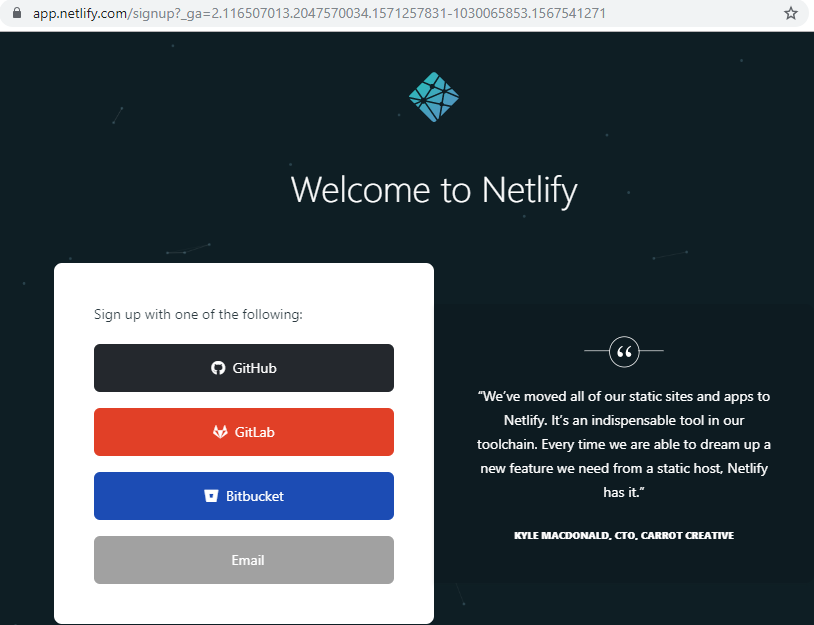 app.netlify.com/signup?_ga=2.116507013.2047570034.1571257831-1030065853.1567541271
Welcome to Netlify
Sign up with one of the following:
GitHub
GitLab
Bitbucket
Email
“We’ve moved all of our static sites and apps to
Netlify. It’s an indispensable tool in our
toolchain. Every time we are able to dream up a
new feature we need from a static host, Netlify
has it.”
KYLE MACDONALD, CTO, CARROT CREATIVE